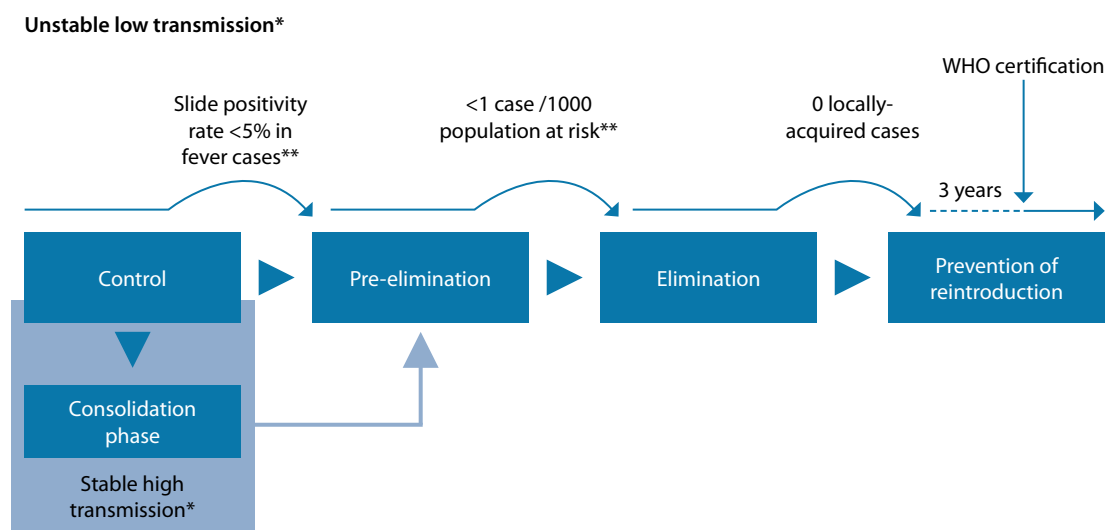 Unstable low transmission*
WHO certification
Slide positivity
rate <5% in
fever cases**
<1 case /1000
population at risk**
0 locally-
acquired cases
3 years
Control
Pre-elimination
Elimination
Prevention of
reintroduction
Consolidation
phase
Stable high
transmission*